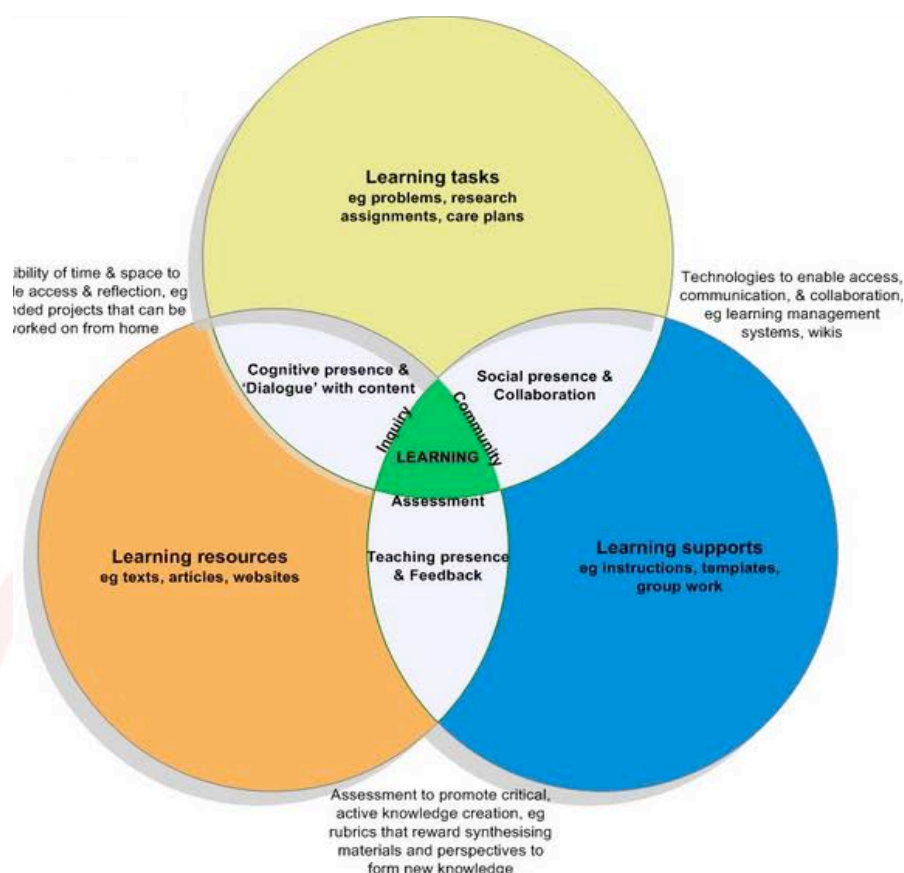 Learning tasks
eg problems, research
assignments, care plans
ibility of time & space to
le access & reflection, eg
nded projects that can be
worked on from home
Technologies to enable access,
communication, & collaboration,
eg learning management
systems, wikis
Cognitive presence &
‘Dialogue’ with content
Social presence &
Collaboration
Inquiry
Community
LEARNING
Assessment
Learning resources
eg texts, articles, websites
Teaching presence
& Feedback
Learning supports
eg instructions, templates,
group work
Assessment to promote critical,
active knowledge creation, eg
rubrics that reward synthesising
materials and perspectives to
form new knowledge